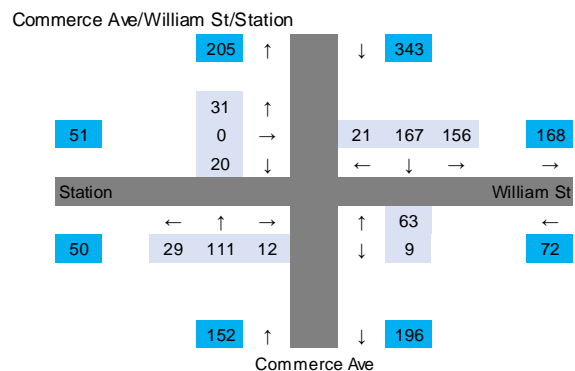 Commerce Ave/William St/Station
205 ↑ ↓ 343
31 ↑
51 0 → 21 167 156 168
20 ↓ ← ↓ → →
Station William St
← ↑ → ↑ 63 ←
50 29 111 12 ↓ 9 72
152 ↑ ↓ 196
Commerce Ave